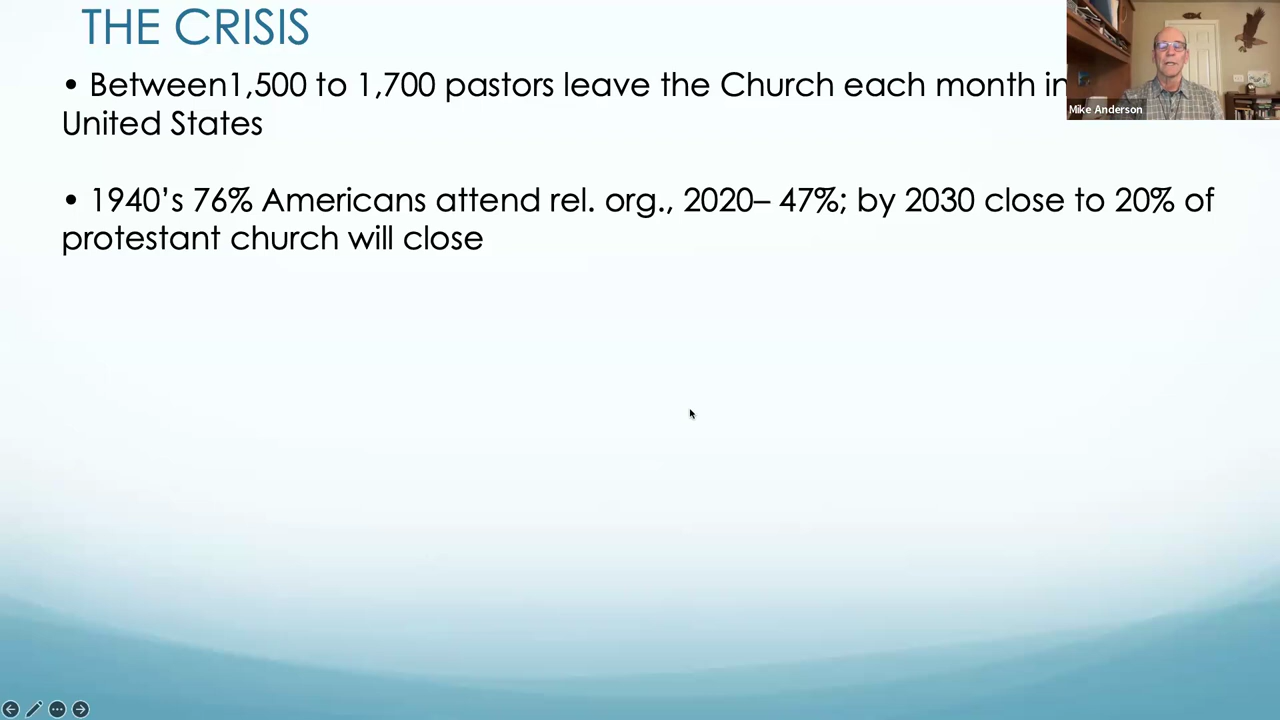 THE CRISIS
• Between1,500 to 1,700 pastors leave the Church each month in
United States
• 1940’s 76% Americans attend rel. org., 2020– 47%; by 2030 close to 20% of
protestant church will close
Mike Anderson